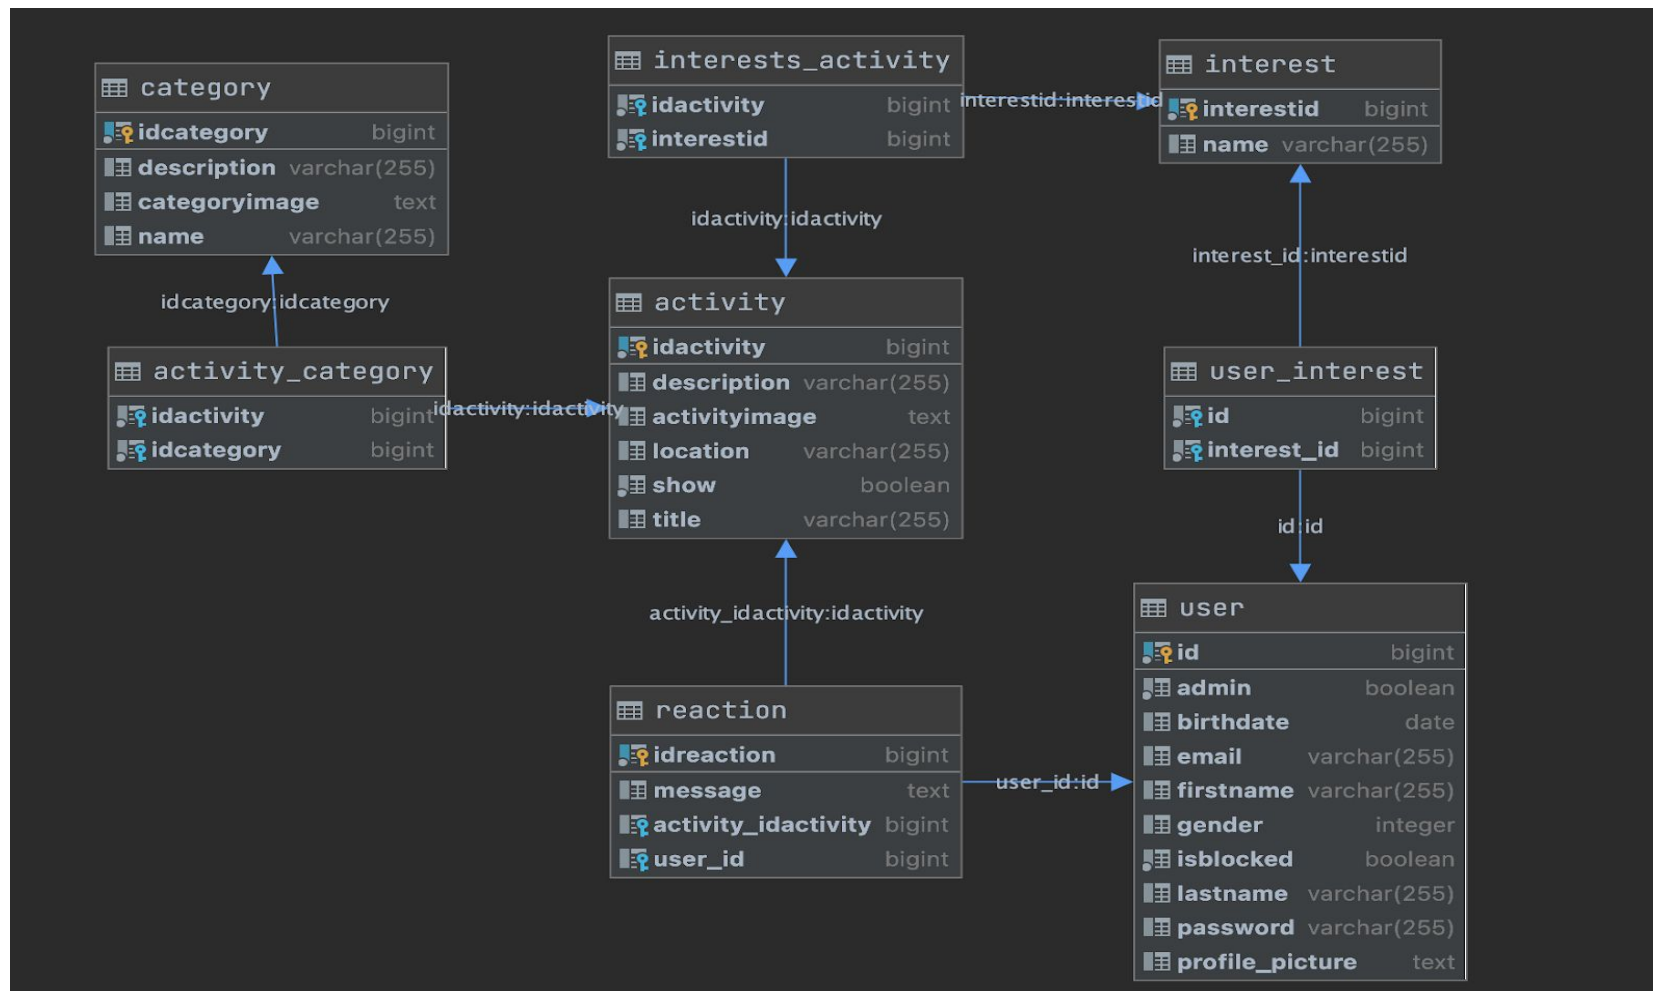 category
idcategory bigint
description varchar(255)
categoryimage text
name varchar(255)
idcategory:idcategory
activity_category
idactivity bigint
idcategory bigint
idactivity:idactivity
interests_activity
idactivity bigint
interestid bigint
interestid:interestid
idactivity:idactivity
activity
idactivity bigint
description varchar(255)
activityimage text
location varchar(255)
show boolean
title varchar(255)
activity_idactivity:idactivity
reaction
idreaction bigint
message text
activity_idactivity bigint
user_id bigint
user_id:id
interest
interestid bigint
name varchar(255)
interest_id:interestid
user_interest
id bigint
interest_id bigint
id:id
user
id bigint
admin boolean
birthdate date
email varchar(255)
firstname varchar(255)
gender integer
isblocked boolean
lastname varchar(255)
password varchar(255)
profile_picture text